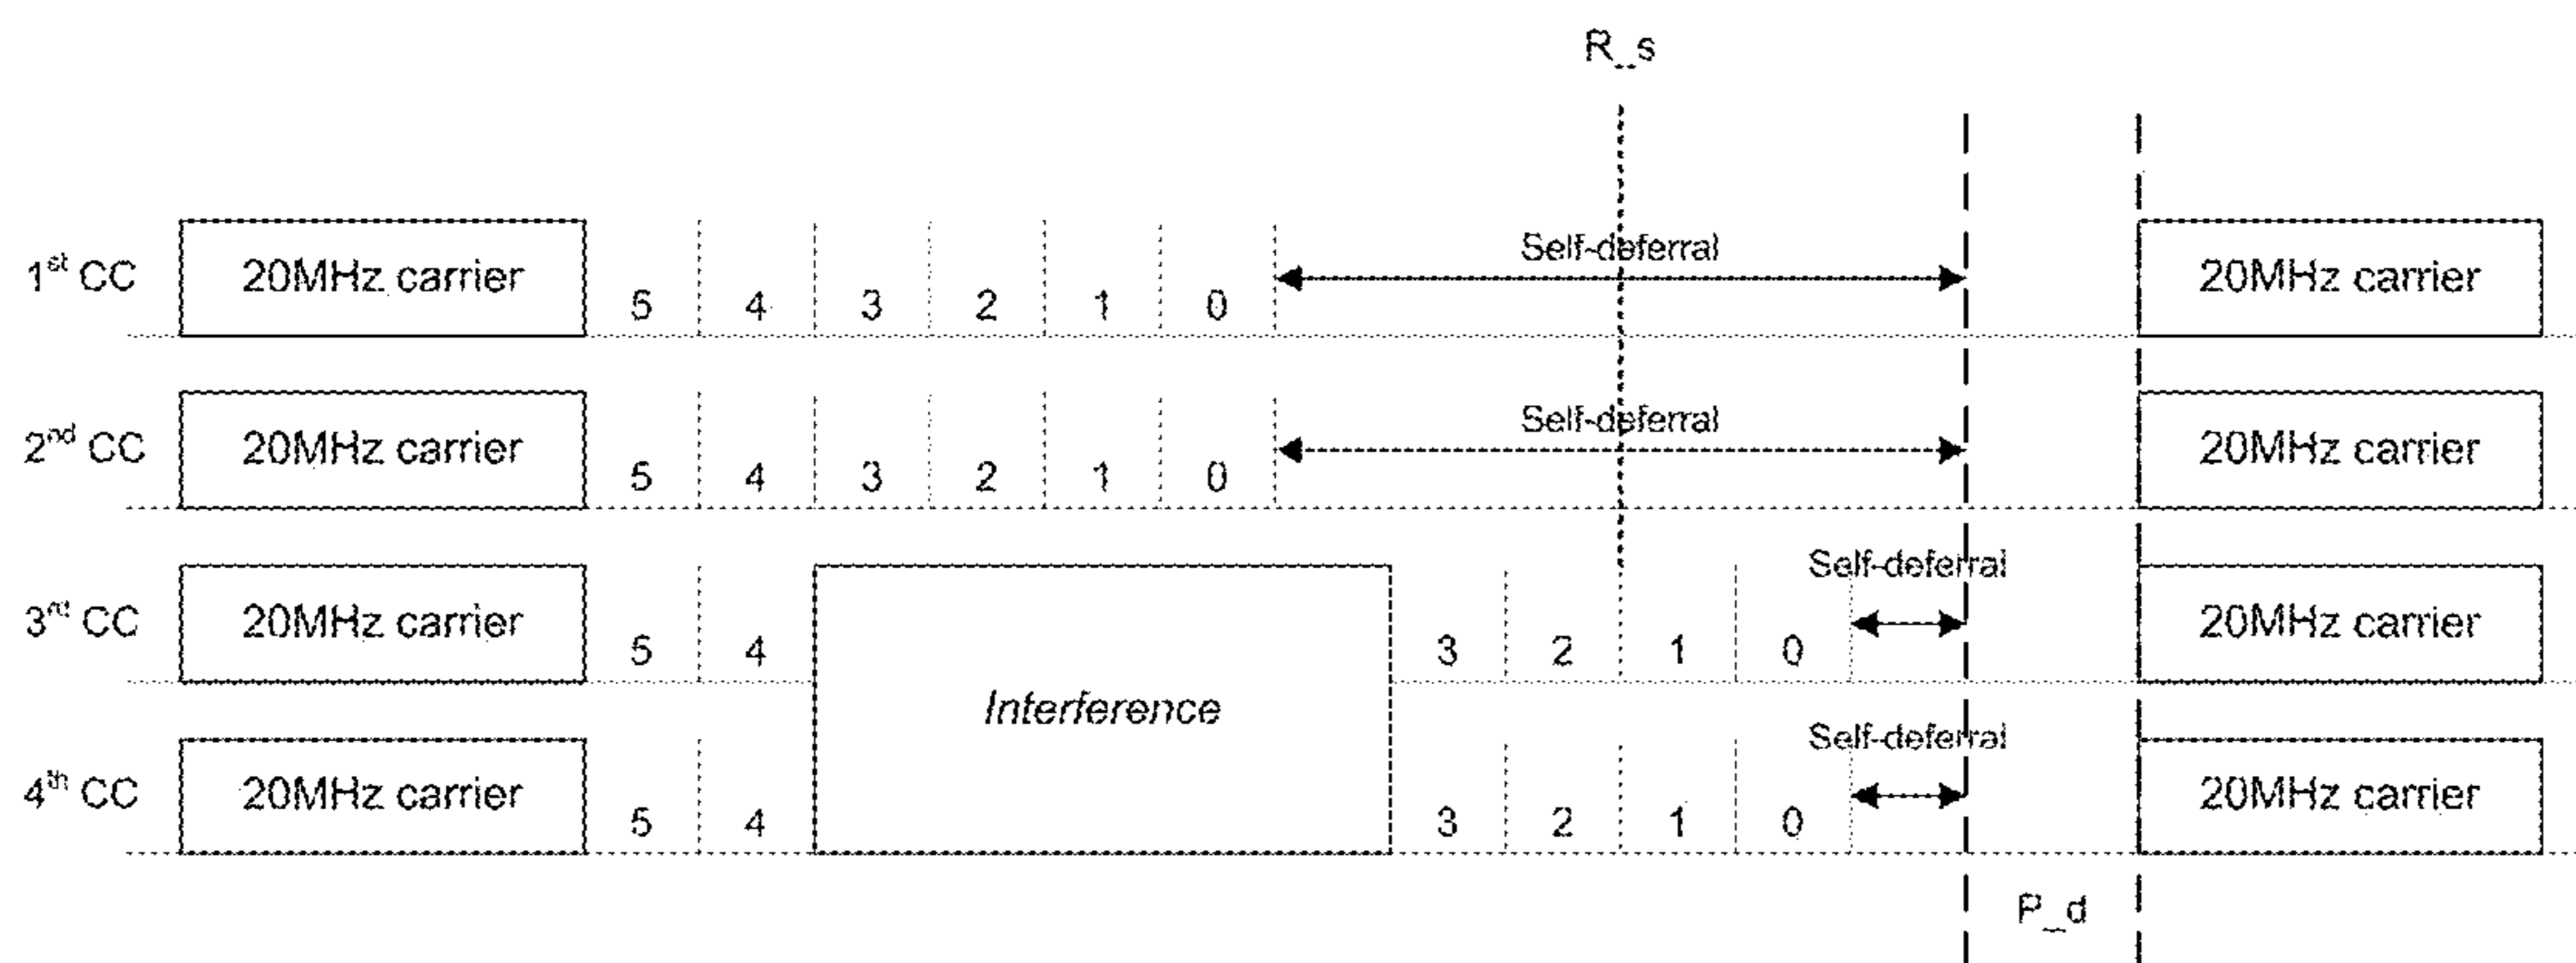 R_s
1st CC 20MHz carrier 5 4 3 2 1 0 Self-deferral 20MHz carrier
2nd CC 20MHz carrier 5 4 3 2 1 0 Self-deferral 20MHz carrier
3rd CC 20MHz carrier 5 4 3 2 1 0 Self-deferral 20MHz carrier
Interference
4th CC 20MHz carrier 5 4 3 2 1 0 Self-deferral 20MHz carrier
P_d